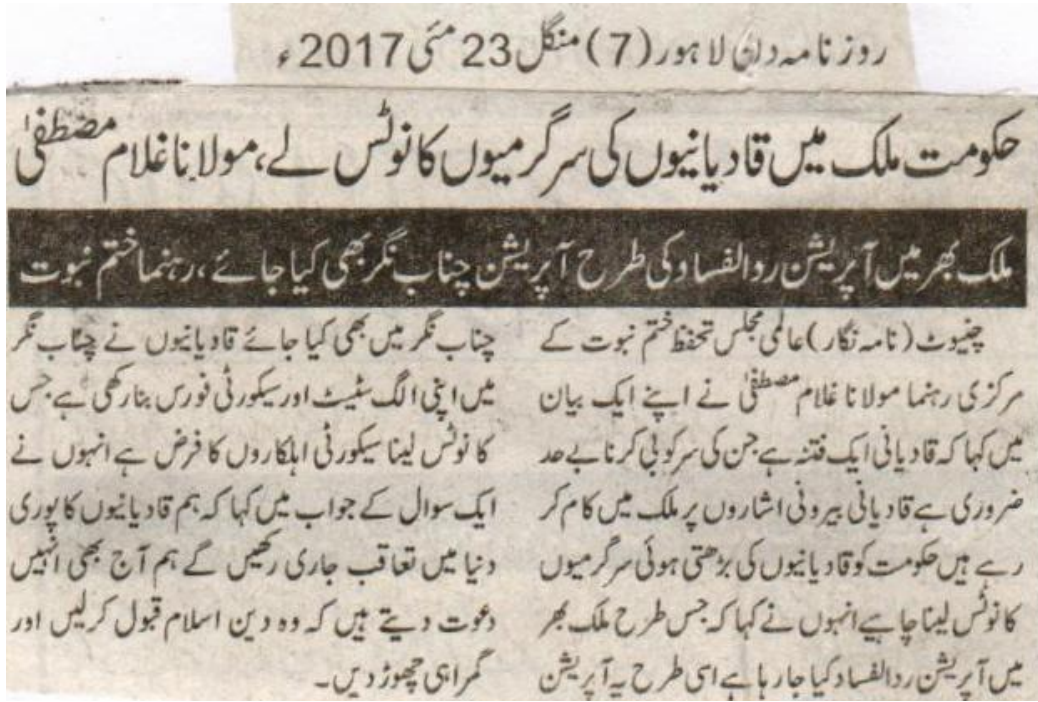 روزنامہ دن لاہور (7) منگل 23 مئی 2017ء
حکومت ملک میں قادیانیوں کی سرگرمیوں کا نوٹس لے، مولانا غلام مصطفیٰ
ملک بھر میں آپریشن ردالفساد کی طرح آپریشن چناب نگر بھی کیا جائے، رہنما ختم نبوت
چنیوٹ (نامہ نگار) عالمی مجلس تحفظ ختم نبوت کے
مرکزی رہنما مولانا غلام مصطفیٰ نے اپنے ایک بیان
میں کہا کہ قادیانی ایک فتنہ ہے جن کی سرکوبی کرنا بے حد
ضروری ہے قادیانی بیرونی اشاروں پر ملک میں کام کر
رہے ہیں حکومت کو قادیانیوں کی بڑھتی ہوئی سرگرمیوں
کا نوٹس لینا چاہیے انہوں نے کہا کہ جس طرح ملک بھر
میں آپریشن ردالفساد کیا جا رہا ہے اسی طرح یہ آپریشن
چناب نگر میں بھی کیا جائے قادیانیوں نے چناب نگر
میں اپنی الگ سٹیٹ اور سیکورٹی فورس بنا رکھی ہے جس
کا نوٹس لینا سیکورٹی اہلکاروں کا فرض ہے انہوں نے
ایک سوال کے جواب میں کہا کہ ہم قادیانیوں کا پوری
دنیا میں تعاقب جاری رکھیں گے ہم آج بھی انہیں
دعوت دیتے ہیں کہ وہ دین اسلام قبول کرلیں اور
گمراہی چھوڑ دیں۔